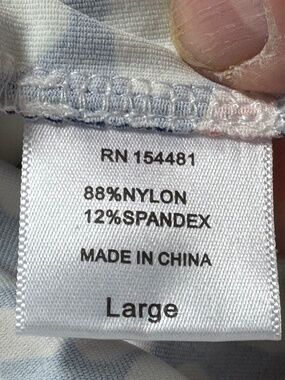 RN 154481
88%NYLON
12%SPANDEX
MADE IN CHINA
Large